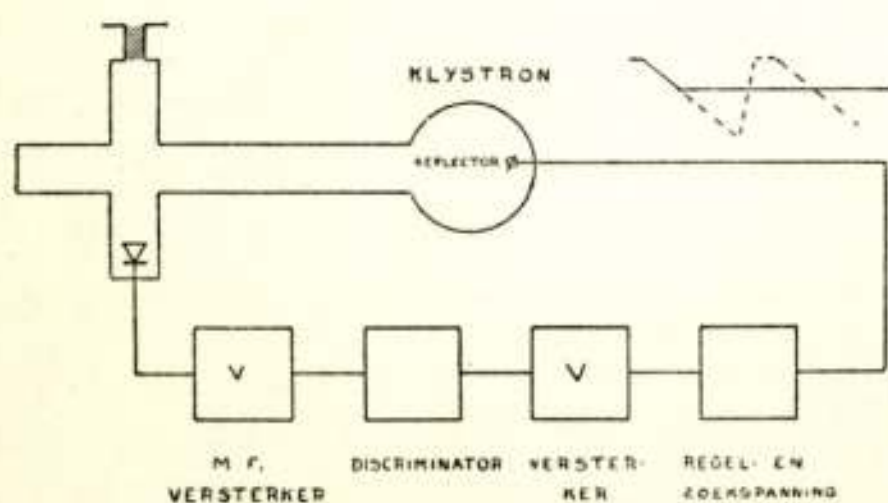 KLYSTRON
REFLECTOR
V
V
M F.
VERSTERKER
DISCRIMINATOR
VERSTER-
KER
REGEL- EN
ZOEKSPANNING